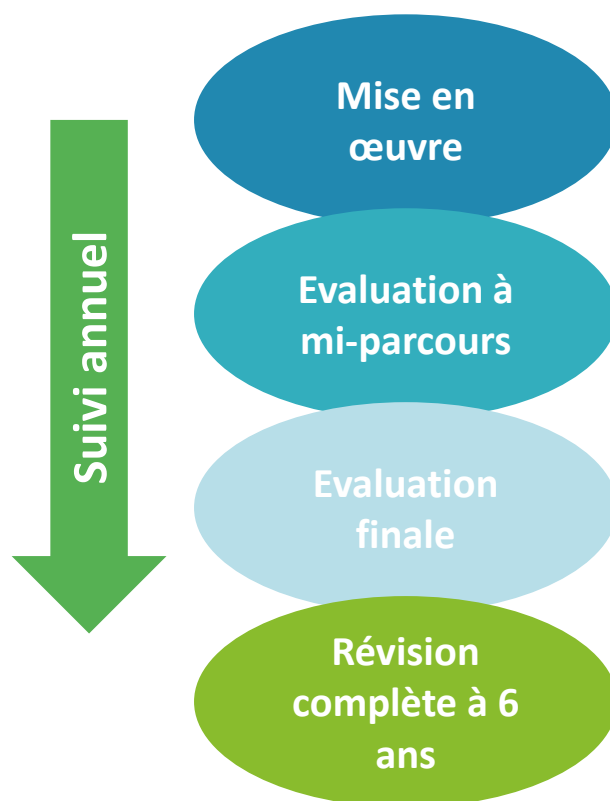 Suivi annuel
Mise en
œuvre
Evaluation à
mi-parcours
Evaluation
finale
Révision
complète à 6
ans